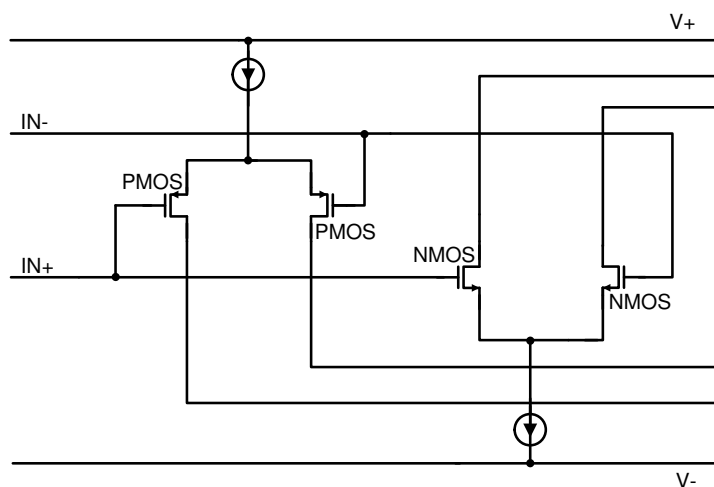 V+
IN-
PMOS
PMOS
NMOS
IN+
NMOS
V-